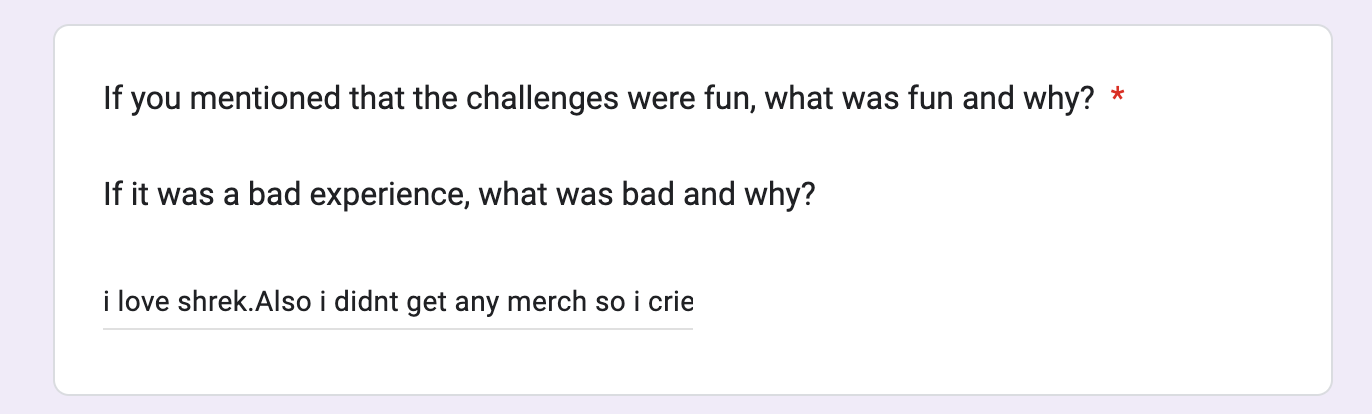 If you mentioned that the challenges were fun, what was fun and why? *
If it was a bad experience, what was bad and why?
i love shrek.Also i didnt get any merch so i crie